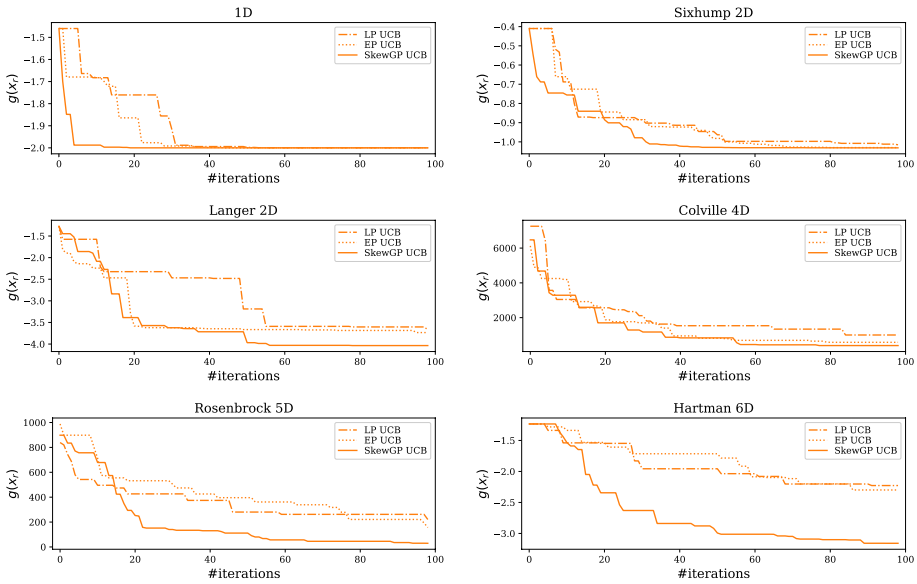 1D
g(x_r)
−1.5
−1.6
−1.7
−1.8
−1.9
−2.0
0
20
40
60
80
100
#iterations
LP UCB
EP UCB
SkewGP UCB
Sixhump 2D
g(x_r)
−0.4
−0.5
−0.6
−0.7
−0.8
−0.9
−1.0
0
20
40
60
80
100
#iterations
LP UCB
EP UCB
SkewGP UCB
Langer 2D
g(x_r)
−1.5
−2.0
−2.5
−3.0
−3.5
−4.0
0
20
40
60
80
100
#iterations
LP UCB
EP UCB
SkewGP UCB
Colville 4D
g(x_r)
6000
4000
2000
0
20
40
60
80
100
#iterations
LP UCB
EP UCB
SkewGP UCB
Rosenbrock 5D
g(x_r)
1000
800
600
400
200
0
0
20
40
60
80
100
#iterations
LP UCB
EP UCB
SkewGP UCB
Hartman 6D
g(x_r)
−1.5
−2.0
−2.5
−3.0
0
20
40
60
80
100
#iterations
LP UCB
EP UCB
SkewGP UCB